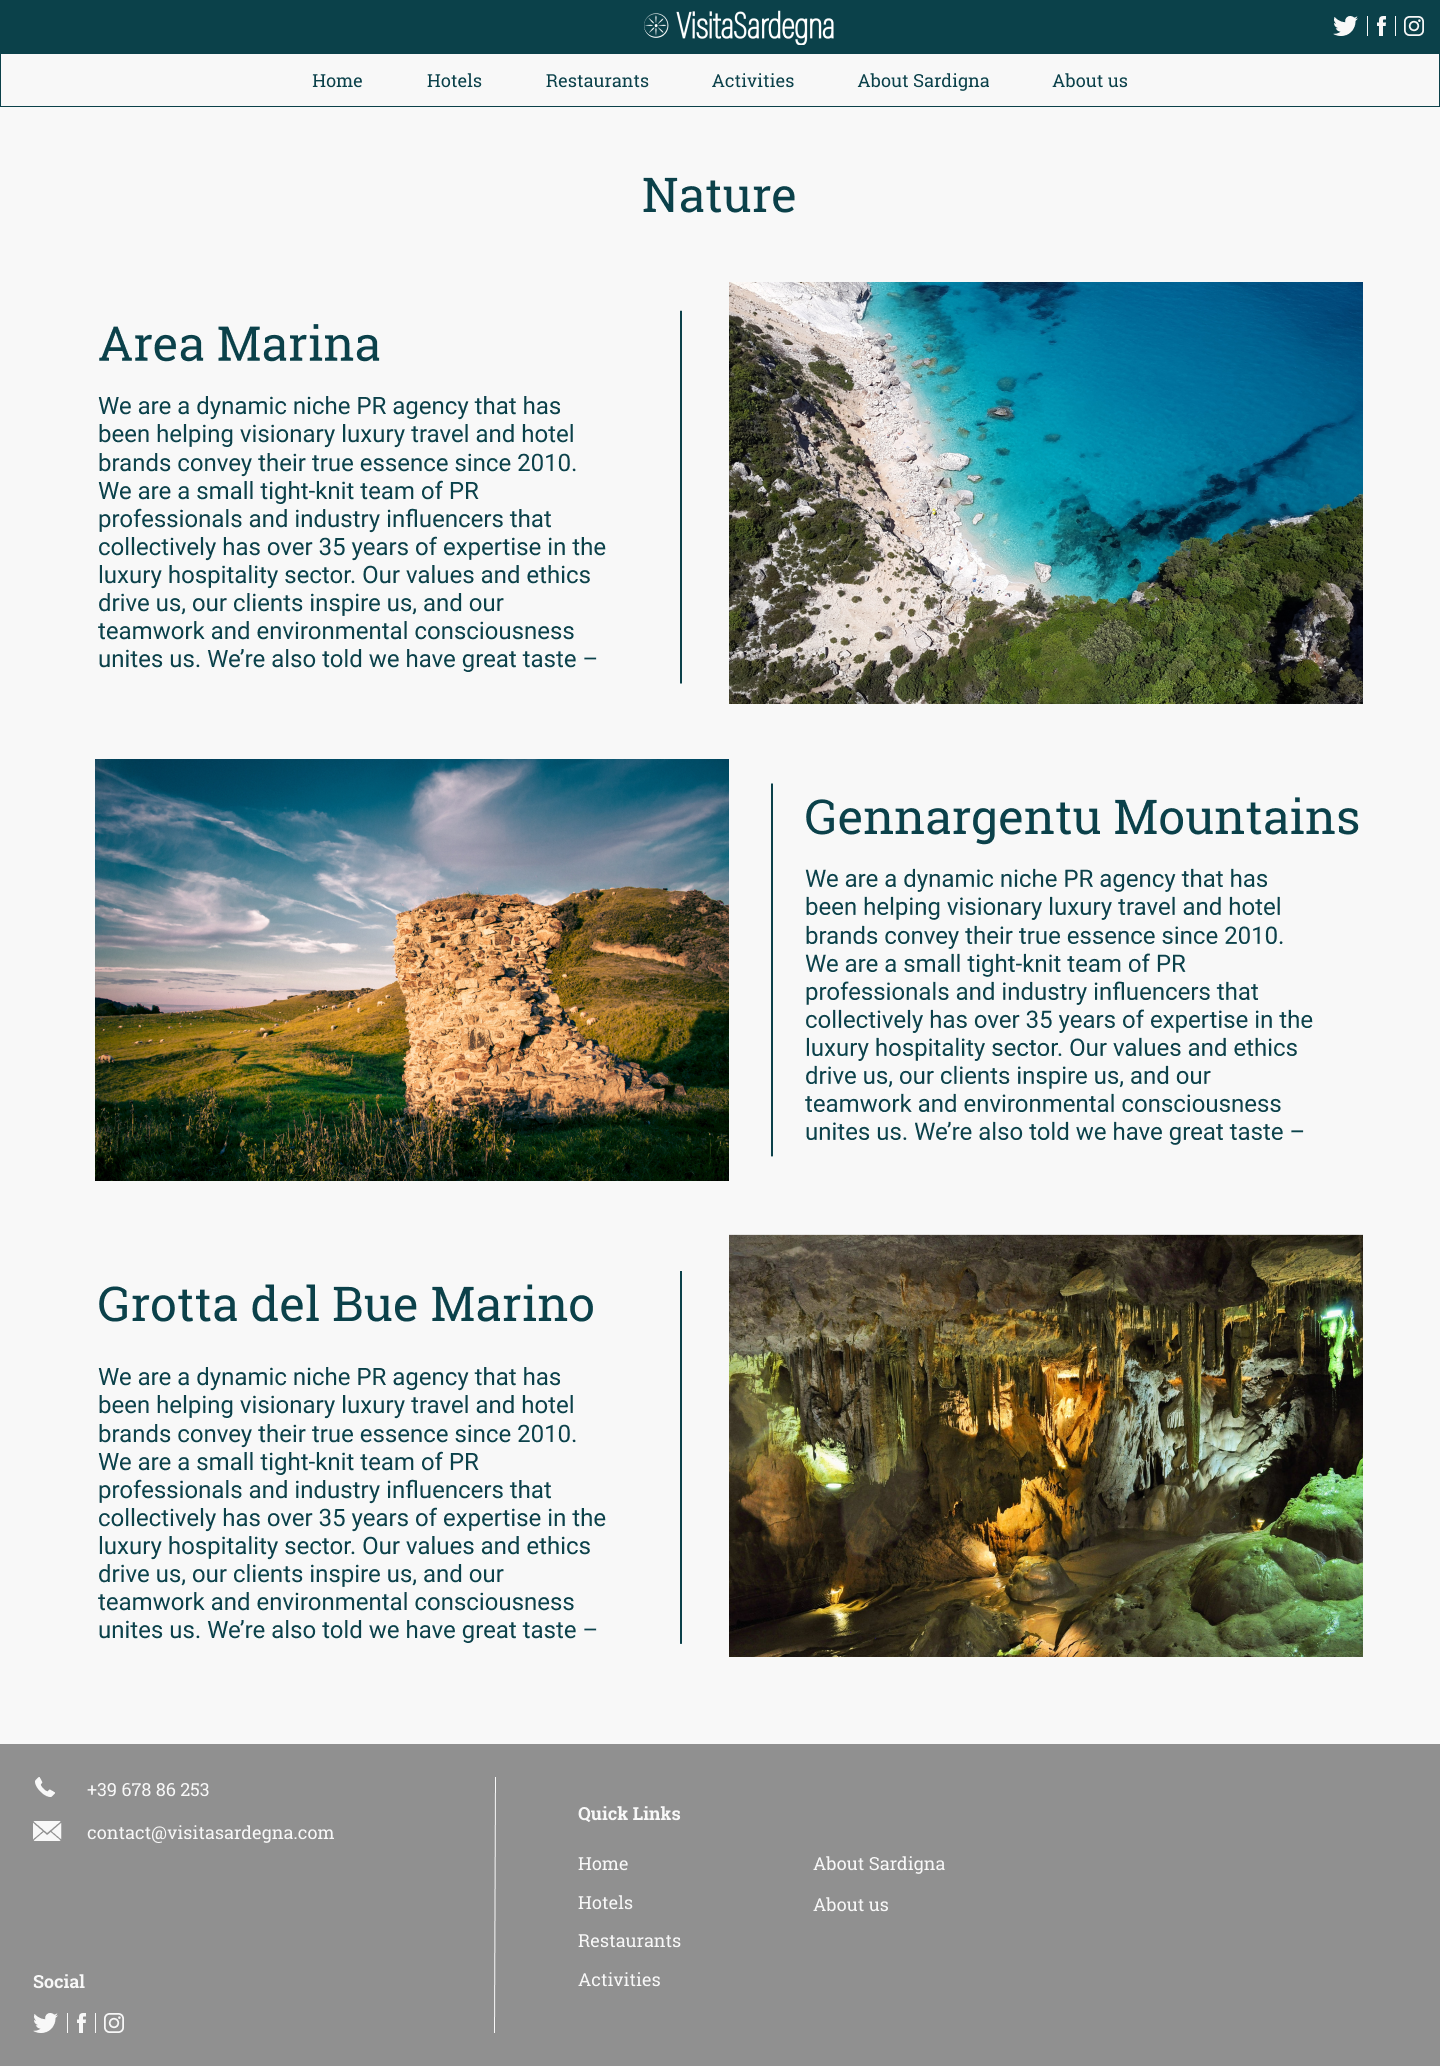 VisitaSardegna
Home Hotels Restaurants Activities About Sardigna About us
Nature
Area Marina
We are a dynamic niche PR agency that has
been helping visionary luxury travel and hotel
brands convey their true essence since 2010.
We are a small tight-knit team of PR
professionals and industry influencers that
collectively has over 35 years of expertise in the
luxury hospitality sector. Our values and ethics
drive us, our clients inspire us, and our
teamwork and environmental consciousness
unites us. We’re also told we have great taste –
Gennargentu Mountains
We are a dynamic niche PR agency that has
been helping visionary luxury travel and hotel
brands convey their true essence since 2010.
We are a small tight-knit team of PR
professionals and industry influencers that
collectively has over 35 years of expertise in the
luxury hospitality sector. Our values and ethics
drive us, our clients inspire us, and our
teamwork and environmental consciousness
unites us. We’re also told we have great taste –
Grotta del Bue Marino
We are a dynamic niche PR agency that has
been helping visionary luxury travel and hotel
brands convey their true essence since 2010.
We are a small tight-knit team of PR
professionals and industry influencers that
collectively has over 35 years of expertise in the
luxury hospitality sector. Our values and ethics
drive us, our clients inspire us, and our
teamwork and environmental consciousness
unites us. We’re also told we have great taste –
+39 678 86 253
contact@visitasardegna.com
Social
Quick Links
Home
Hotels
Restaurants
Activities
About Sardigna
About us